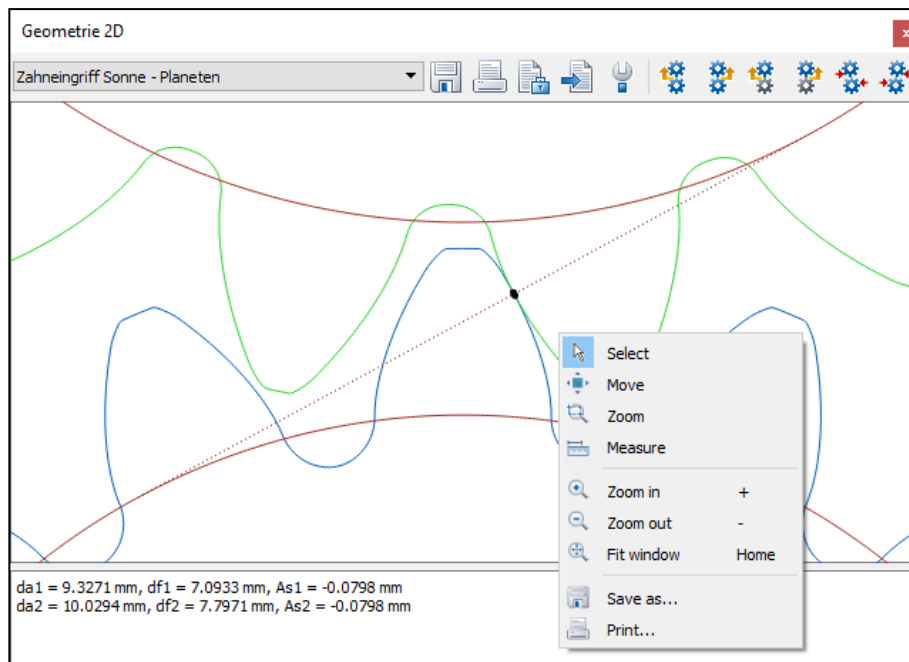 Geometrie 2D
Zahneingriff Sonne - Planeten
Select
Move
Zoom
Measure
Zoom in +
Zoom out -
Fit window Home
Save as...
Print...
da1 = 9.3271 mm, df1 = 7.0933 mm, As1 = -0.0798 mm
da2 = 10.0294 mm, df2 = 7.7971 mm, As2 = -0.0798 mm